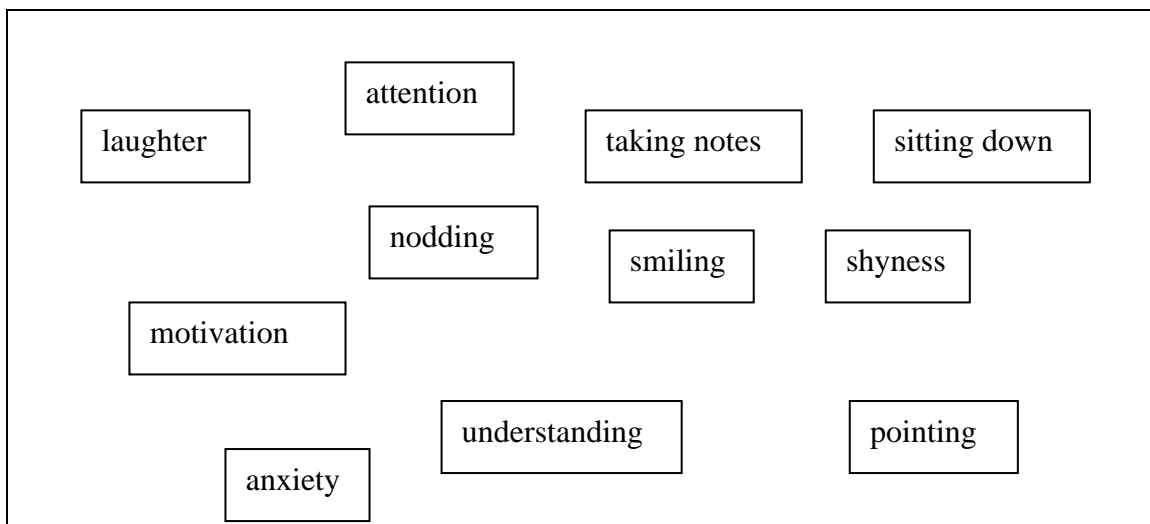 attention
laughter
taking notes
sitting down
nodding
smiling
shyness
motivation
understanding
pointing
anxiety